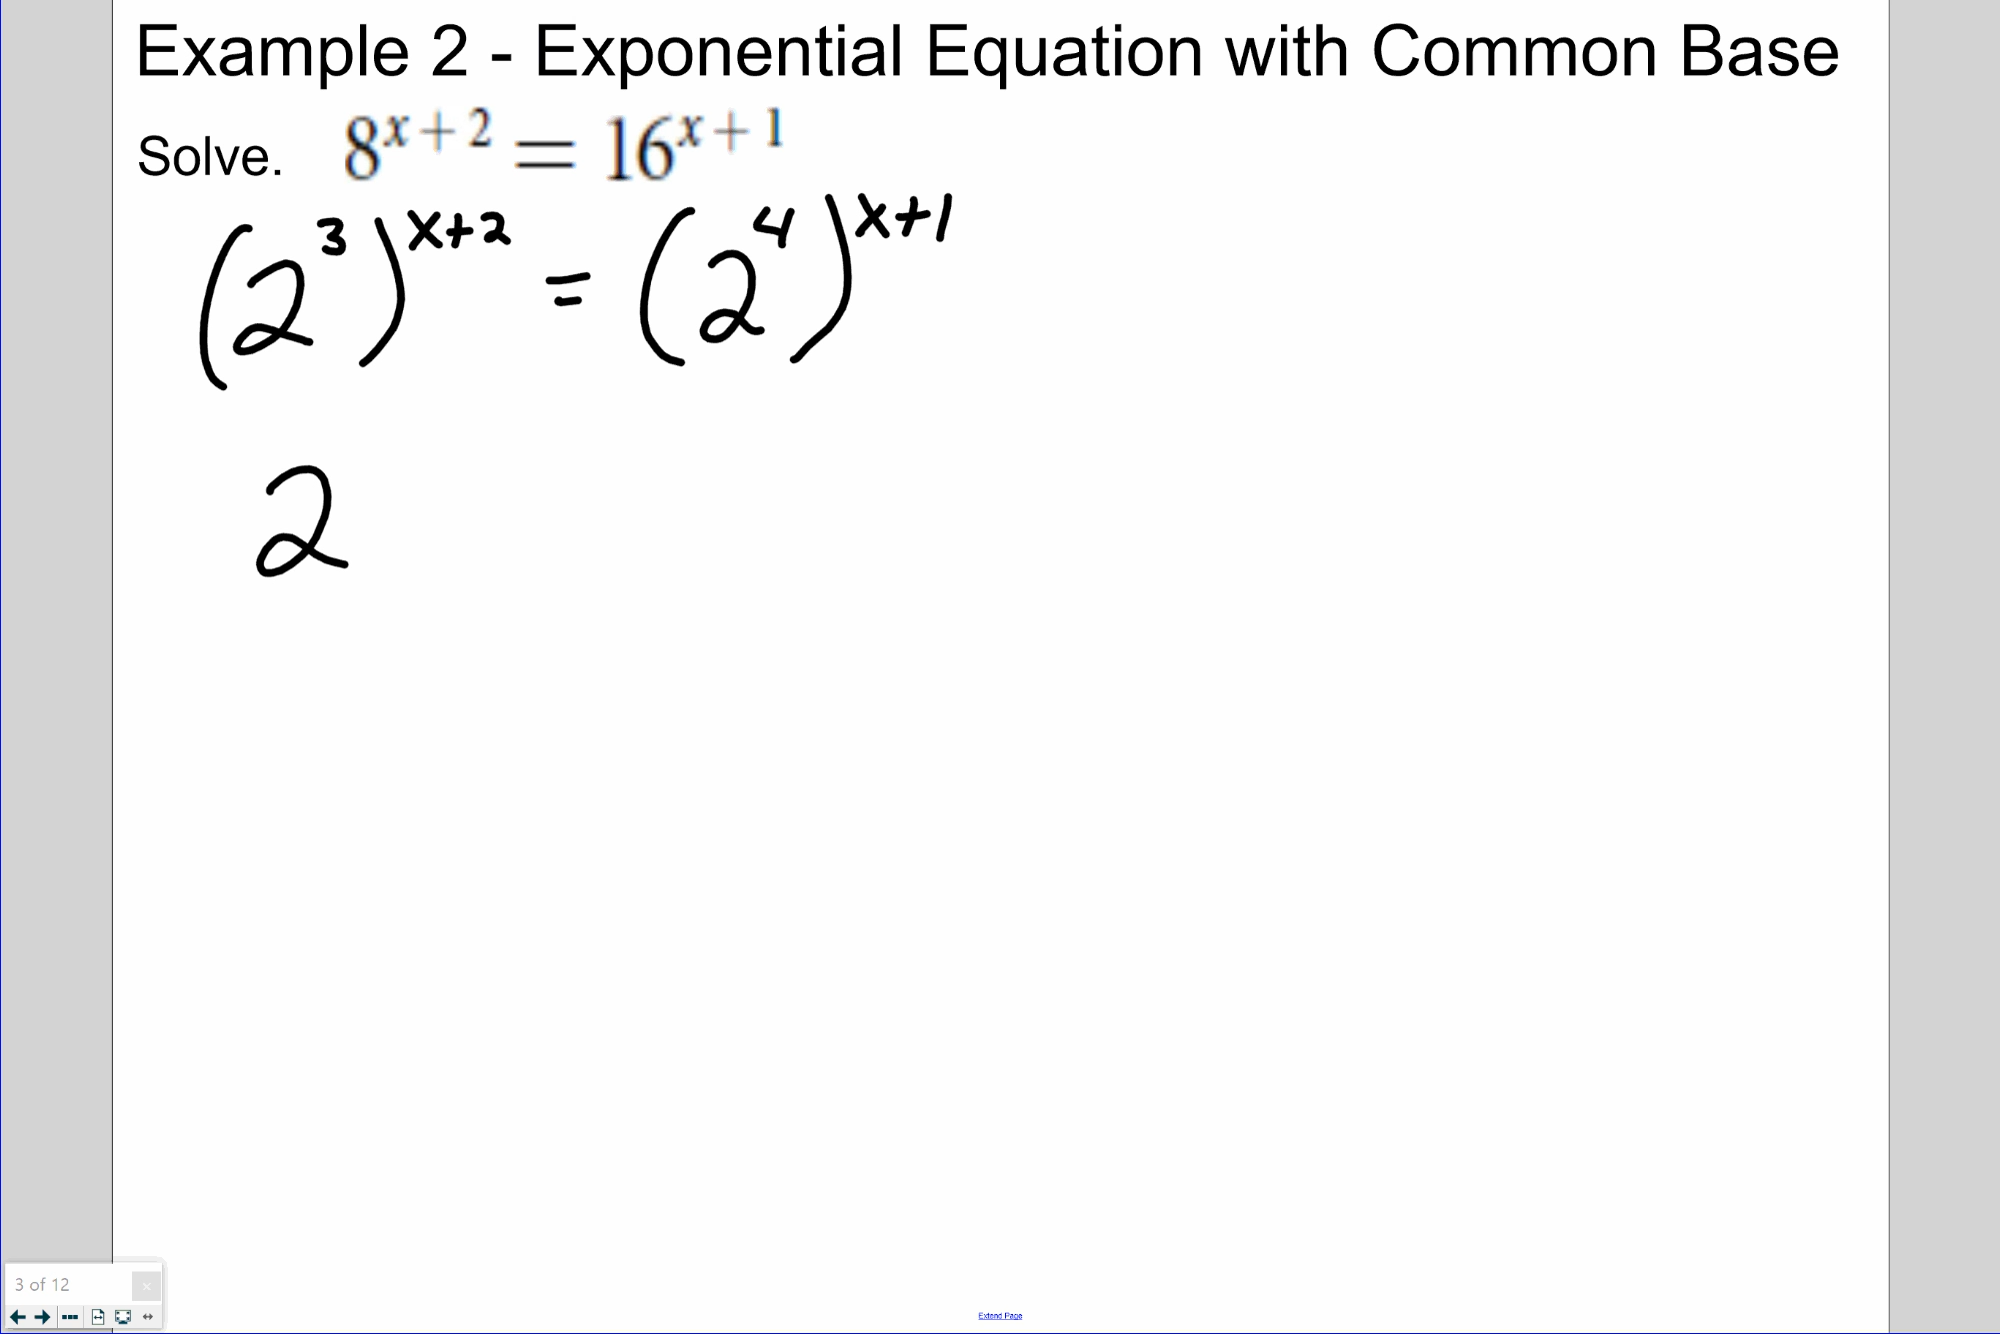 Example 2 - Exponential Equation with Common Base
Solve. 8^{x + 2} = 16^{x + 1}
(2^3)^{x+2} = (2^4)^{x+1}
2
3 of 12
Extend Page